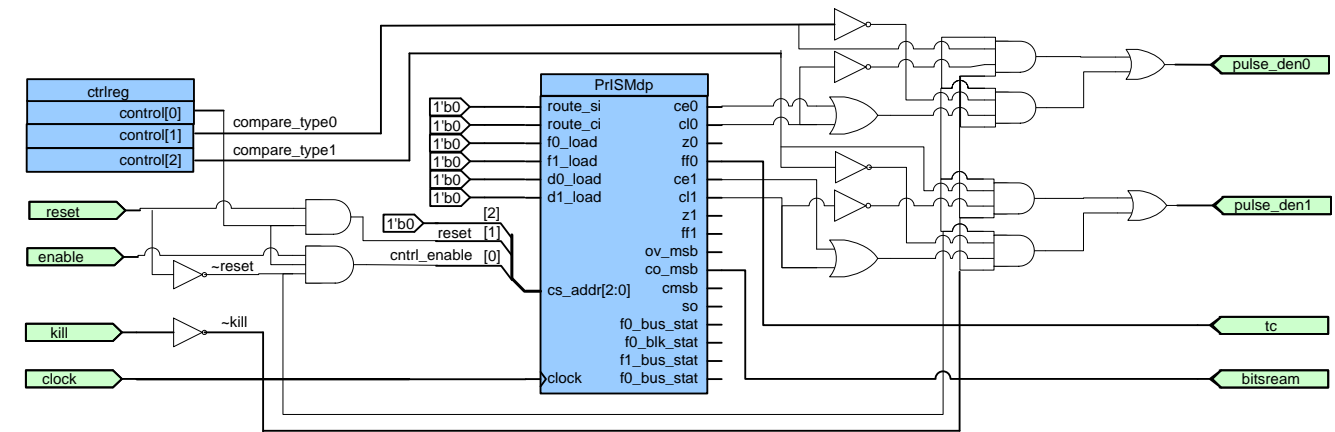 ctrlreg
control[0]
control[1]
control[2]
compare_type0
compare_type1
reset
enable
kill
clock
~reset
~kill
1'b0
1'b0
1'b0
1'b0
1'b0
1'b0
1'b0
[2]
reset [1]
cntrl_enable [0]
PrISMdp
route_si
route_ci
f0_load
f1_load
d0_load
d1_load
cs_addr[2:0]
clock
ce0
cl0
z0
ff0
ce1
cl1
z1
ff1
ov_msb
co_msb
cmsb
so
f0_bus_stat
f0_blk_stat
f1_bus_stat
f0_bus_stat
pulse_den0
pulse_den1
tc
bitsream